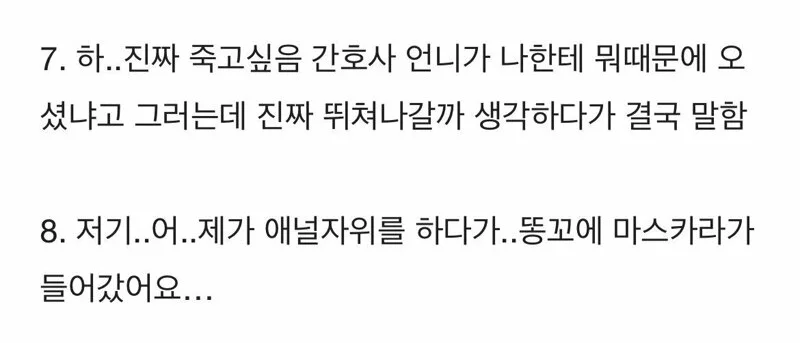 7. 하..진짜 죽고싶음 간호사 언니가 나한테 뭐때문에 오
셨냐고 그러는데 진짜 뛰쳐나갈까 생각하다가 결국 말함
8. 저기..어..제가 애널자위를 하다가..똥꼬에 마스카라가
들어갔어요...